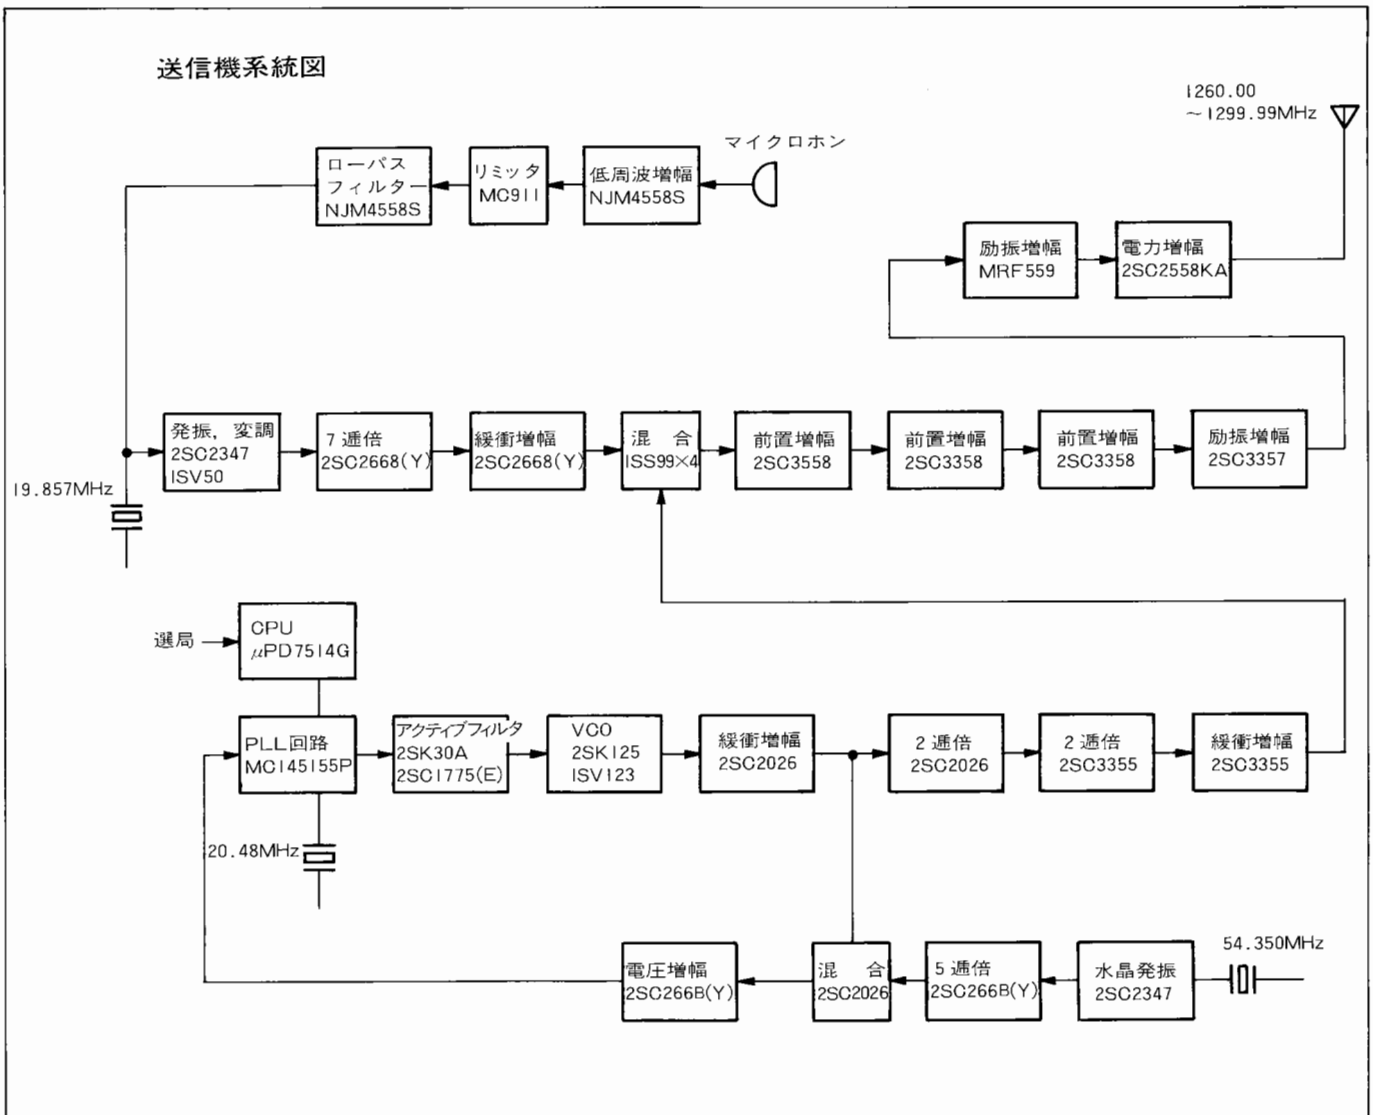 送信機系統図
1260.00
～1299.99MHz
マイクロホン
ローパス
フィルター
NJM4558S
リミッタ
MC911
低周波増幅
NJM4558S
励振増幅
MRF559
電力増幅
2SC2558KA
発振，変調
2SC2347
ISV50
7逓倍
2SC2668(Y)
緩衝増幅
2SC2668(Y)
混　合
ISS99×4
前置増幅
2SC3558
前置増幅
2SC3358
前置増幅
2SC3358
励振増幅
2SC3357
19.857MHz
選局
CPU
μPD7514G
PLL回路
MC145155P
アクティブフィルタ
2SK30A
2SC1775(E)
VCO
2SK125
ISV123
緩衝増幅
2SC2026
2逓倍
2SC2026
2逓倍
2SC3355
緩衝増幅
2SC3355
20.48MHz
電圧増幅
2SC266B(Y)
混　合
2SC2026
5逓倍
2SC266B(Y)
水晶発振
2SC2347
54.350MHz